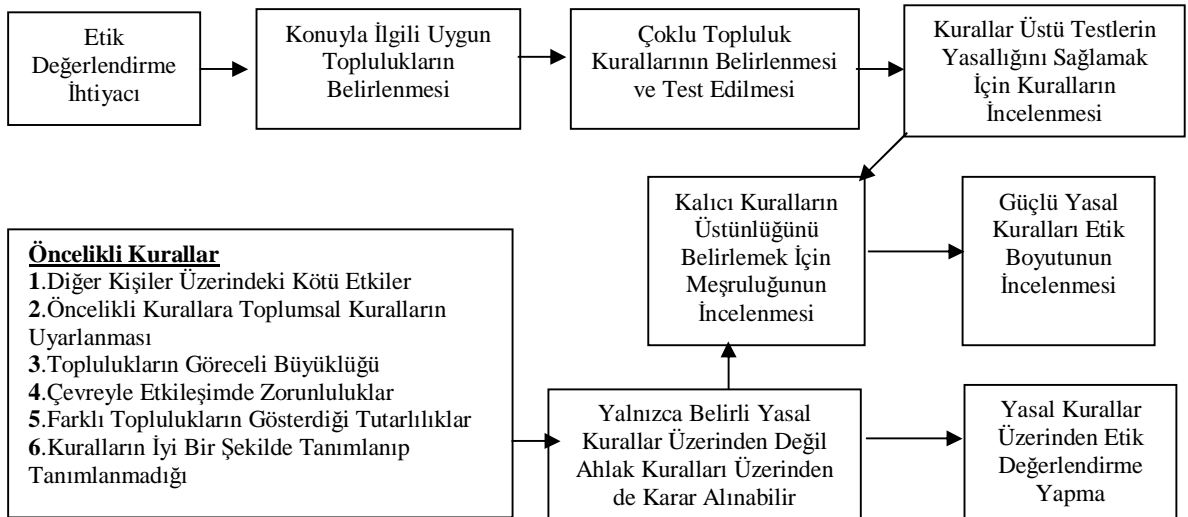 Etik
Değerlendirme
İhtiyacı
Konuyla İlgili Uygun
Toplulukların
Belirlenmesi
Çoklu Topluluk
Kurallarının Belirlenmesi
ve Test Edilmesi
Kurallar Üstü Testlerin
Yasallığını Sağlamak
İçin Kuralların
İncelenmesi
Kalıcı Kuralların
Üstünlüğünü
Belirlemek İçin
Meşruluğunun
İncelenmesi
Güçlü Yasal
Kuralları Etik
Boyutunun
İncelenmesi
Öncelikli Kurallar
1.Diğer Kişiler Üzerindeki Kötü Etkiler
2.Öncelikli Kurallara Toplumsal Kuralların
Uyarlanması
3.Toplulukların Göreceli Büyüklüğü
4.Çevreyle Etkileşimde Zorunluluklar
5.Farklı Toplulukların Gösterdiği Tutarlılıklar
6.Kuralların İyi Bir Şekilde Tanımlanıp
Tanımlanmadığı
Yalnızca Belirli Yasal
Kurallar Üzerinden Değil
Ahlak Kuralları Üzerinden
de Karar Alınabilir
Yasal Kurallar
Üzerinden Etik
Değerlendirme
Yapma